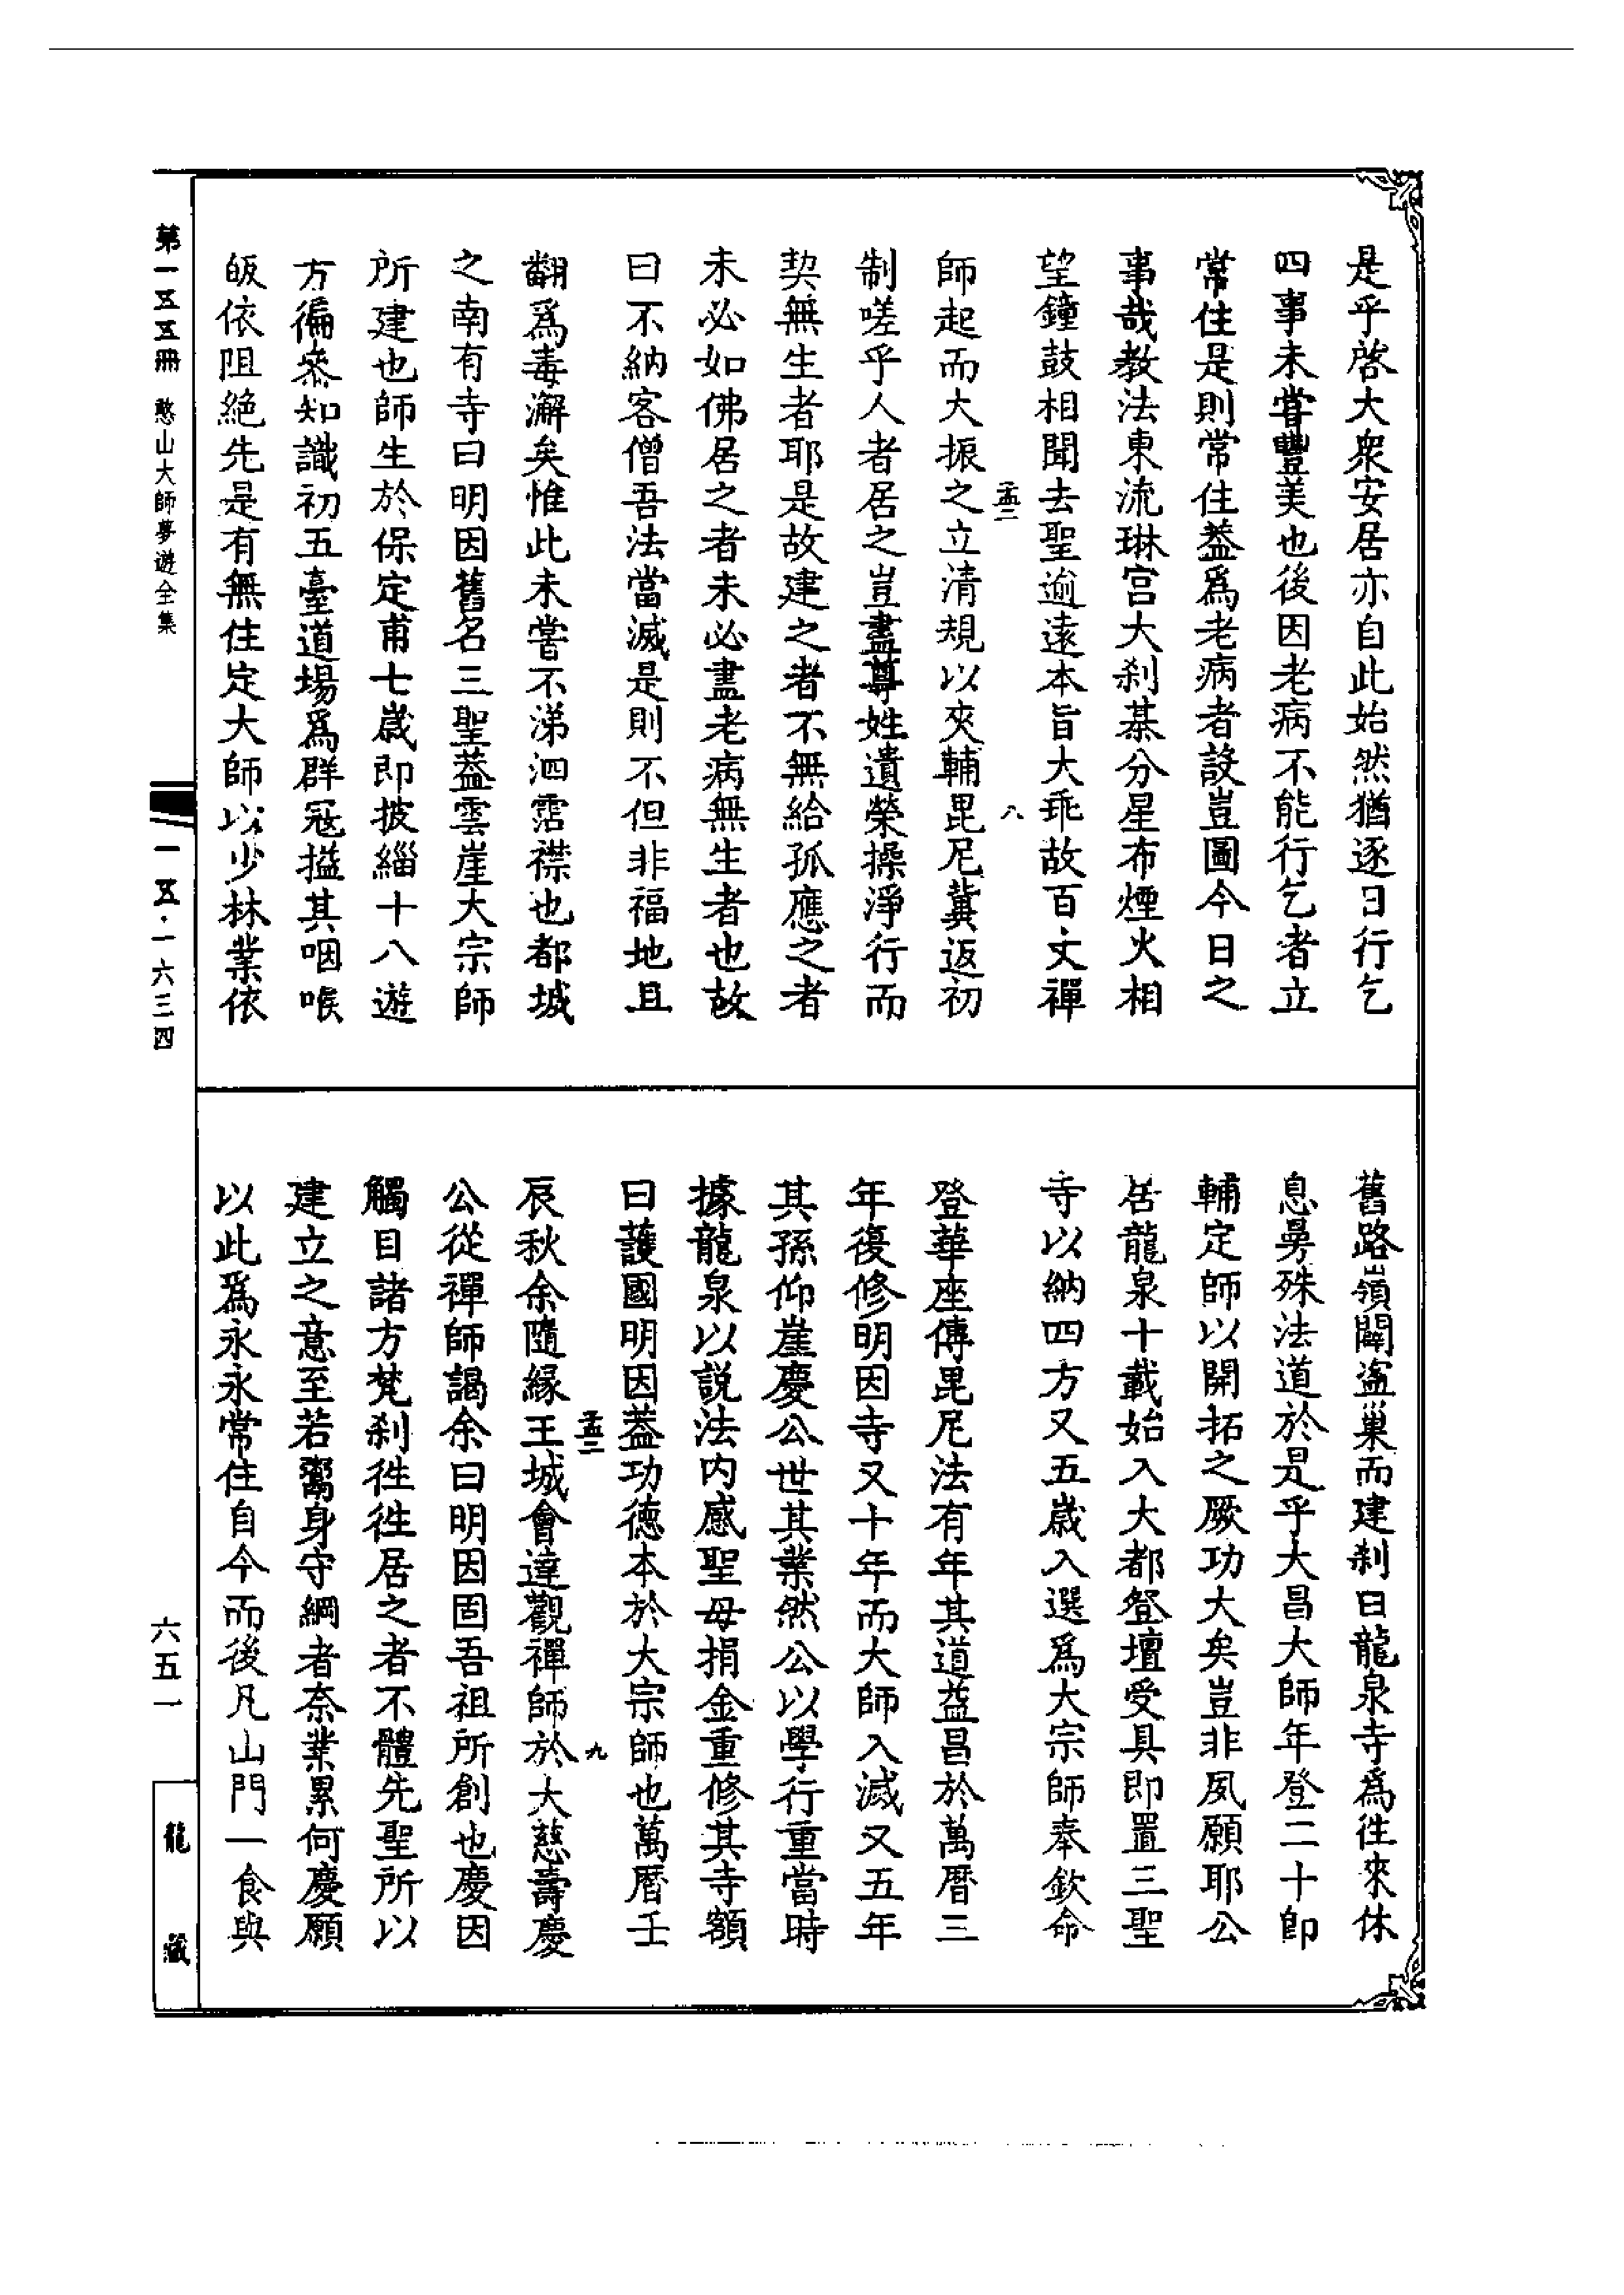 是乎啓大衆安居亦自此始然猶逐日行乞
四事未嘗豐美也後因老病不能行乞者立
常住是則常住葢爲老病者設豈圖今日之
事哉教法東流琳宮大刹棊分星布煙火相
望鐘鼓相聞去聖逾遠本旨大乖故百丈禪
孟二
八
師起而大振之立清規以夾輔毘尼冀返初
制嗟乎人者居之豈盡尊姓遺榮操淨行而
契無生者耶是故建之者不無給孤應之者
未必如佛居之者未必盡老病無生者也故
曰不納客僧吾法當滅是則不但非福地且
翻爲毒澥矣惟此未嘗不涕泗霑襟也都城
之南有寺曰明因舊名三聖葢雲崖大宗師
所建也師生於保定甫七歲即披緇十八遊
方徧叅知識初五臺道場爲群寇搤其咽喉
皈依阻絕先是有無住定大師以少林業依
舊路嶺闢盜巢而建刹曰龍泉寺爲徃來休
息㬰殊法道於是乎大昌大師年登二十卽
輔定師以開拓之厥功大矣豈非夙願耶公
居龍泉十載始入大都登壇受具即置三聖
寺以納四方又五歲入選爲大宗師奉欽命
登華座傳毘尼法有年其道益昌於萬曆三
年復修明因寺又十年而大師入滅又五年
其孫仰崖慶公世其業然公以學行重當時
據龍泉以說法內感聖母捐金重修其寺額
曰護國明因葢功德本於大宗師也萬曆壬
孟二
九
辰秋余隨緣王城會達觀禪師於大慈壽慶
公從禪師謁余曰明因固吾祖所創也慶因
觸目諸方梵刹徃徃居之者不體先聖所以
建立之意至若鬻身守綱者奈業累何慶願
以此爲永永常住自今而後凡山門一食與
第一五五冊 憨山大師夢遊全集
一五·一六三四
六五一
龍藏